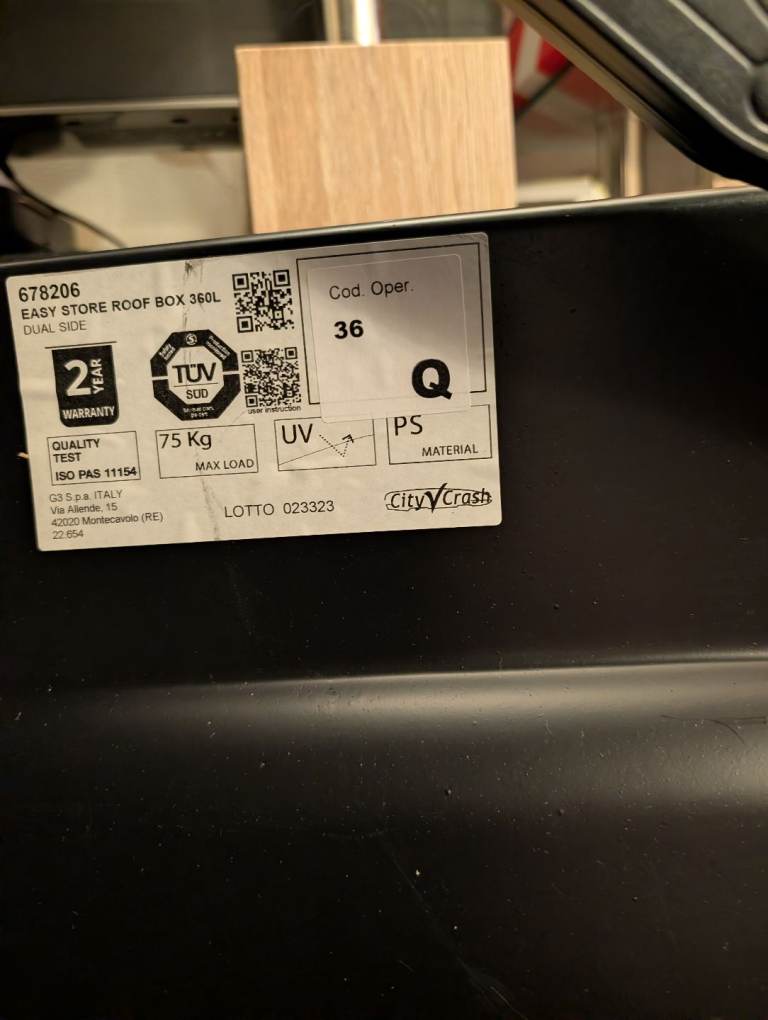 678206
EASY STORE ROOF BOX 360L
DUAL SIDE
Cod. Oper.
36
Q
2 YEAR
WARRANTY
TÜV
SÜD
user instruction
QUALITY
TEST
ISO PAS 11154
75 Kg
MAX LOAD
UV
PS
MATERIAL
G3 S.p.a. ITALY
Via Allende, 15
42020 Montecavolo (RE)
22.654
LOTTO 023323
City Crash